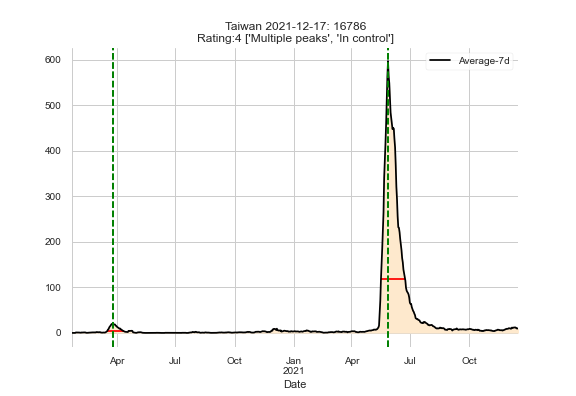 Taiwan 2021-12-17: 16786
Rating:4 ['Multiple peaks', 'In control']
Average-7d
600
500
400
300
200
100
0
Apr Jul Oct Jan Apr Jul Oct
2021
Date